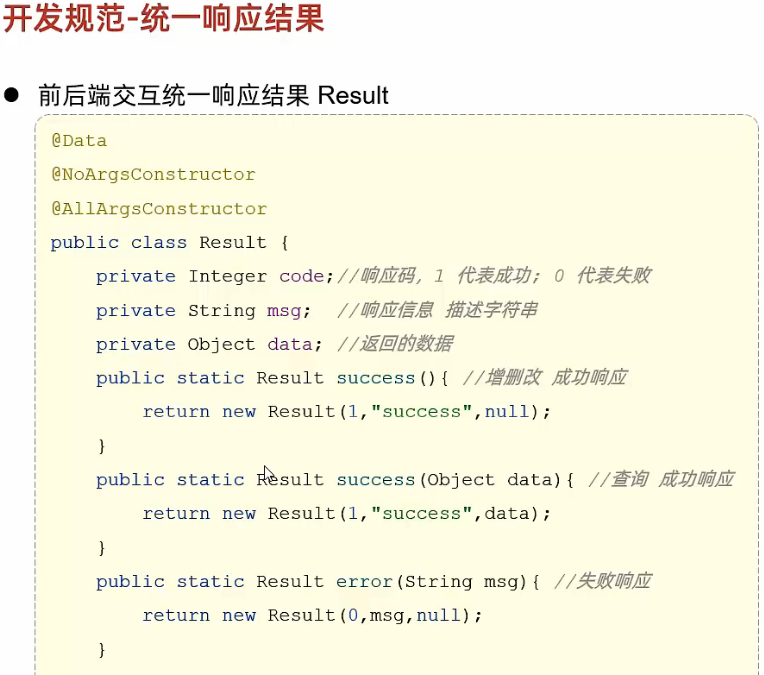 开发规范-统一响应结果
● 前后端交互统一响应结果 Result
@Data
@NoArgsConstructor
@AllArgsConstructor
public class Result {
    private Integer code;//响应码，1 代表成功; 0 代表失败
    private String msg;  //响应信息 描述字符串
    private Object data; //返回的数据
    public static Result success(){ //增删改 成功响应
        return new Result(1,"success",null);
    }
    public static Result success(Object data){ //查询 成功响应
        return new Result(1,"success",data);
    }
    public static Result error(String msg){ //失败响应
        return new Result(0,msg,null);
    }